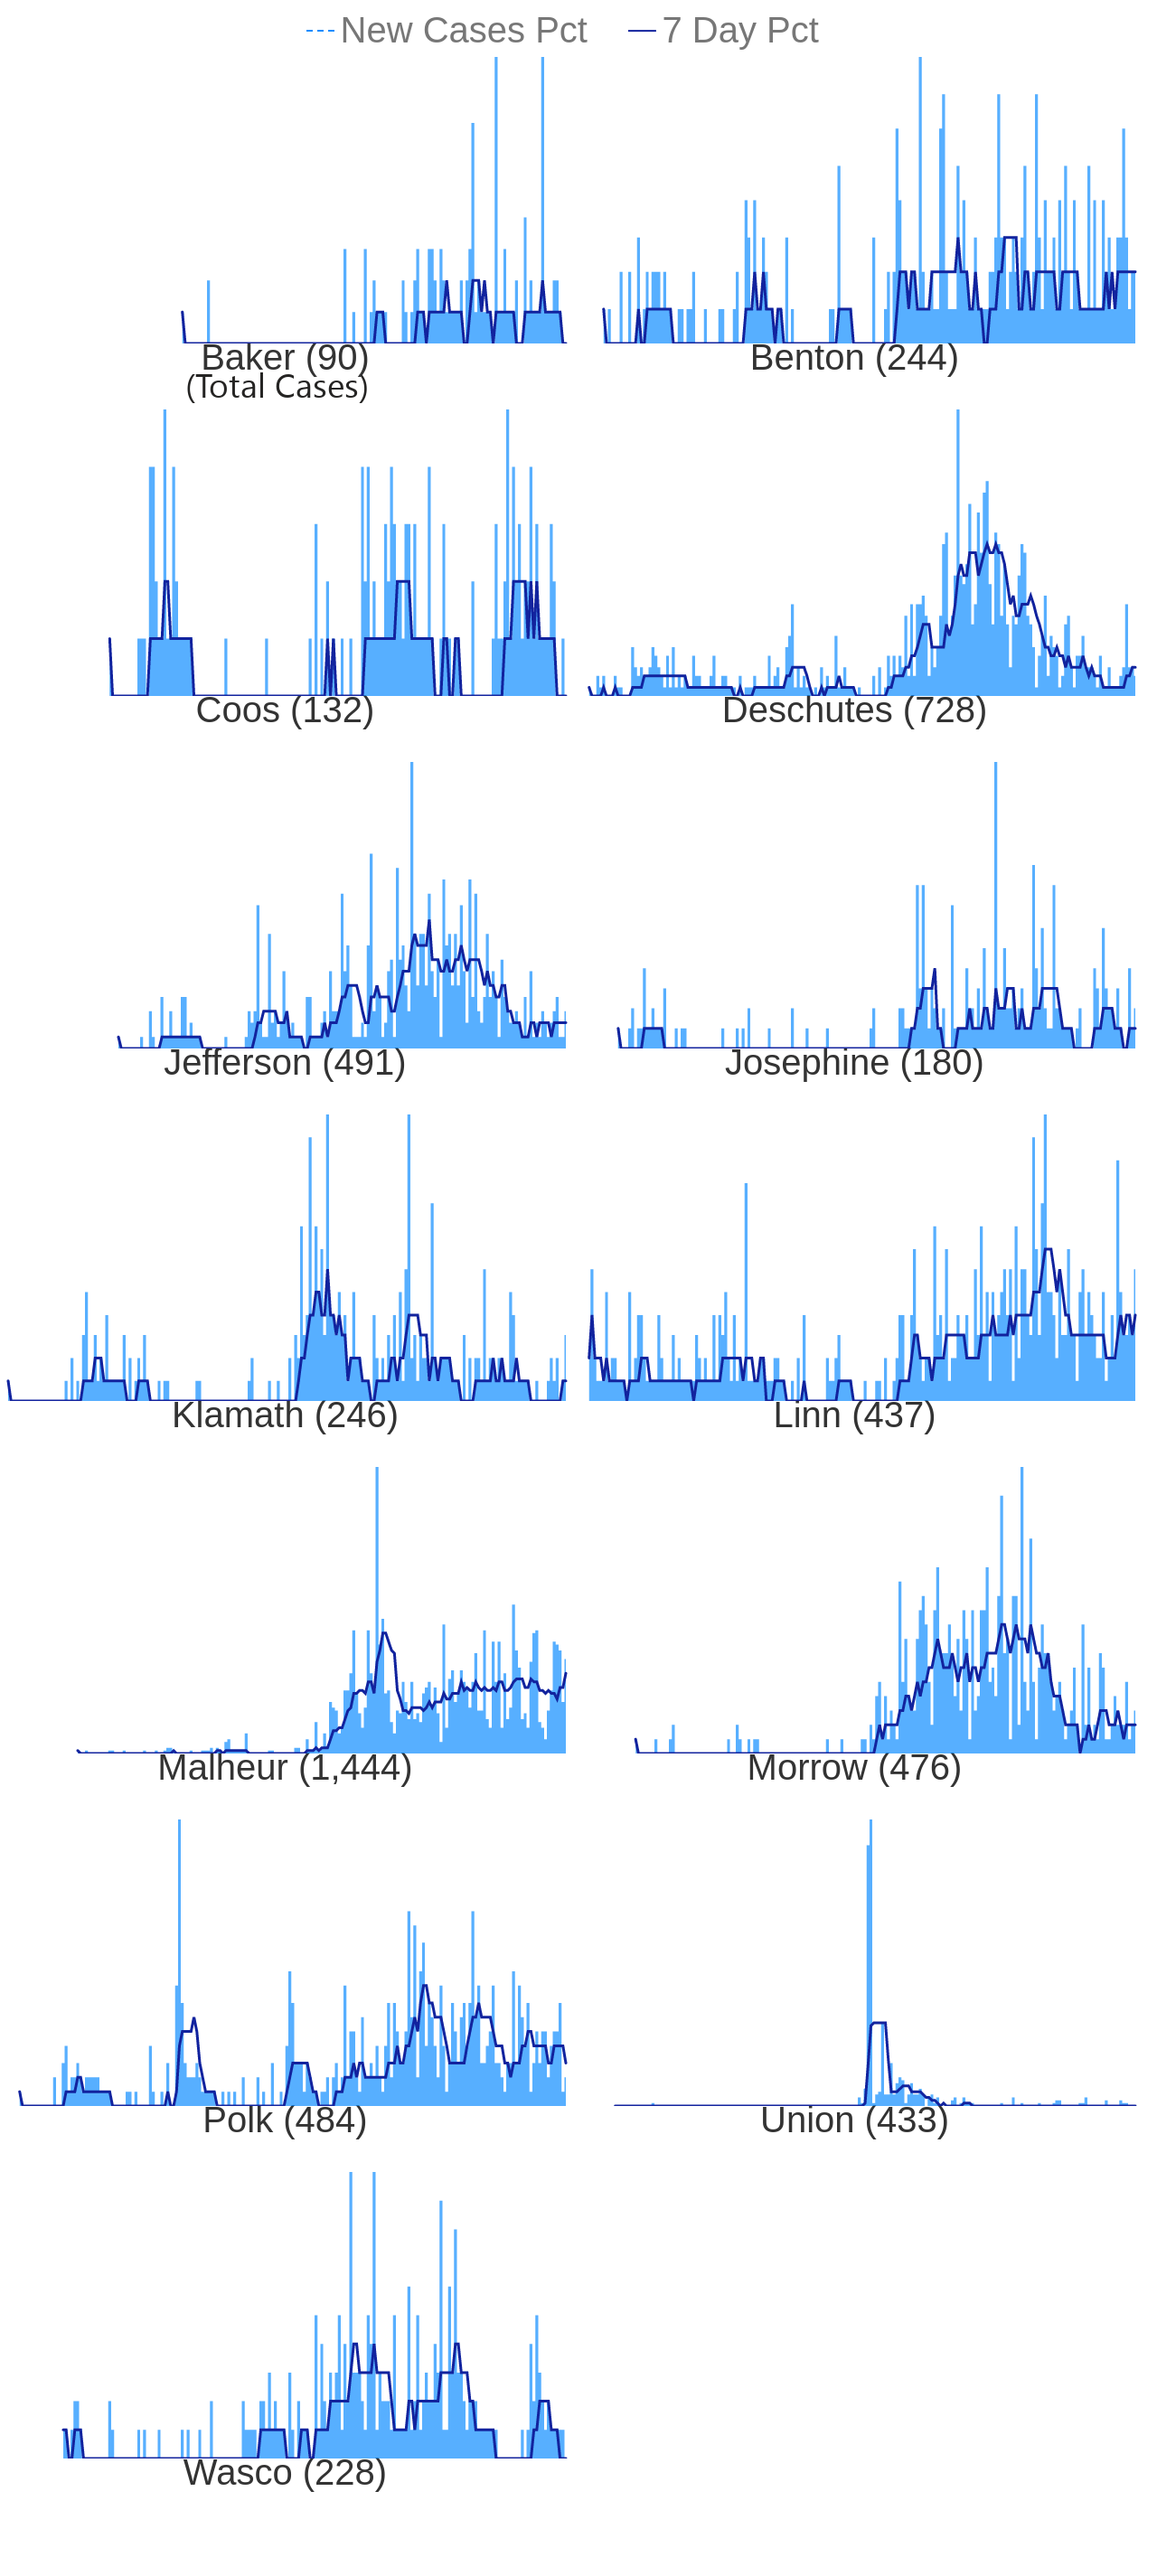 New Cases Pct 7 Day Pct
Baker (90) Benton (244)
(Total Cases)
Coos (132) Deschutes (728)
Jefferson (491) Josephine (180)
Klamath (246) Linn (437)
Malheur (1,444) Morrow (476)
Polk (484) Union (433)
Wasco (228)